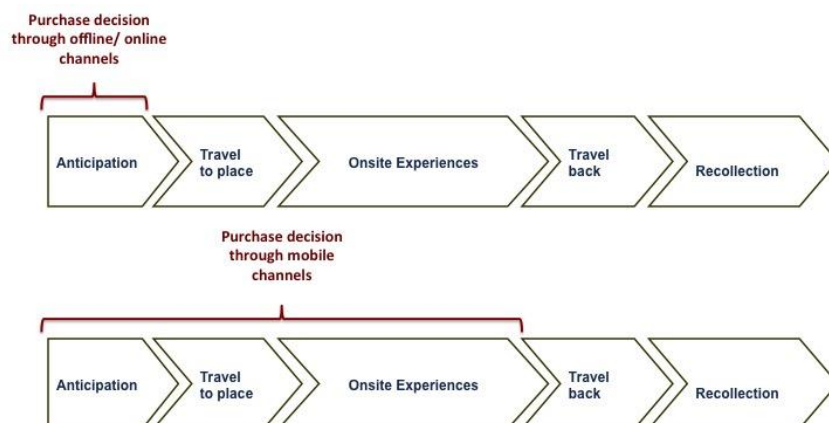 Purchase decision
through offline/ online
channels
Anticipation
Travel
to place
Onsite Experiences
Travel
back
Recollection
Purchase decision
through mobile
channels
Anticipation
Travel
to place
Onsite Experiences
Travel
back
Recollection